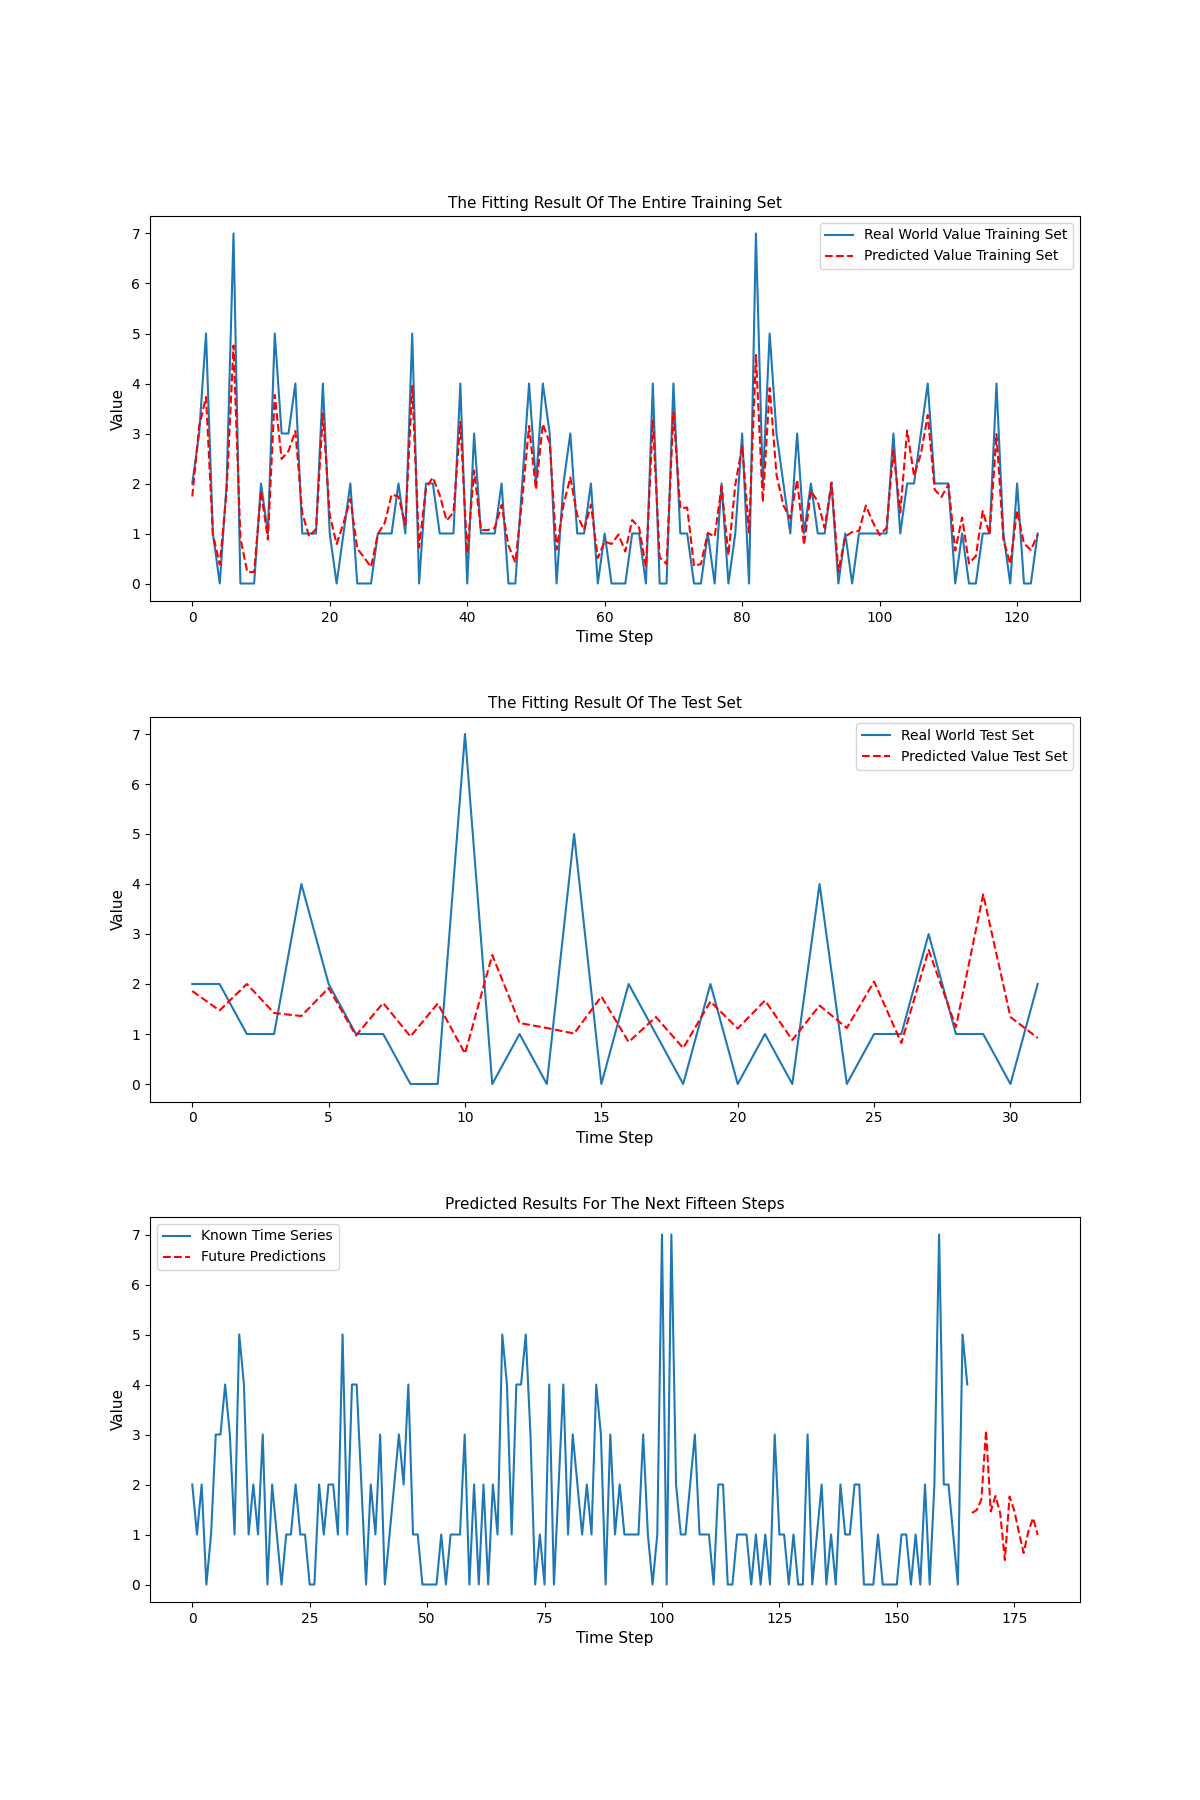 The Fitting Result Of The Entire Training Set
Real World Value Training Set
Predicted Value Training Set
Value
7
6
5
4
3
2
1
0
0 20 40 60 80 100 120
Time Step
The Fitting Result Of The Test Set
Real World Test Set
Predicted Value Test Set
Value
7
6
5
4
3
2
1
0
0 5 10 15 20 25 30
Time Step
Predicted Results For The Next Fifteen Steps
Known Time Series
Future Predictions
Value
7
6
5
4
3
2
1
0
0 25 50 75 100 125 150 175
Time Step